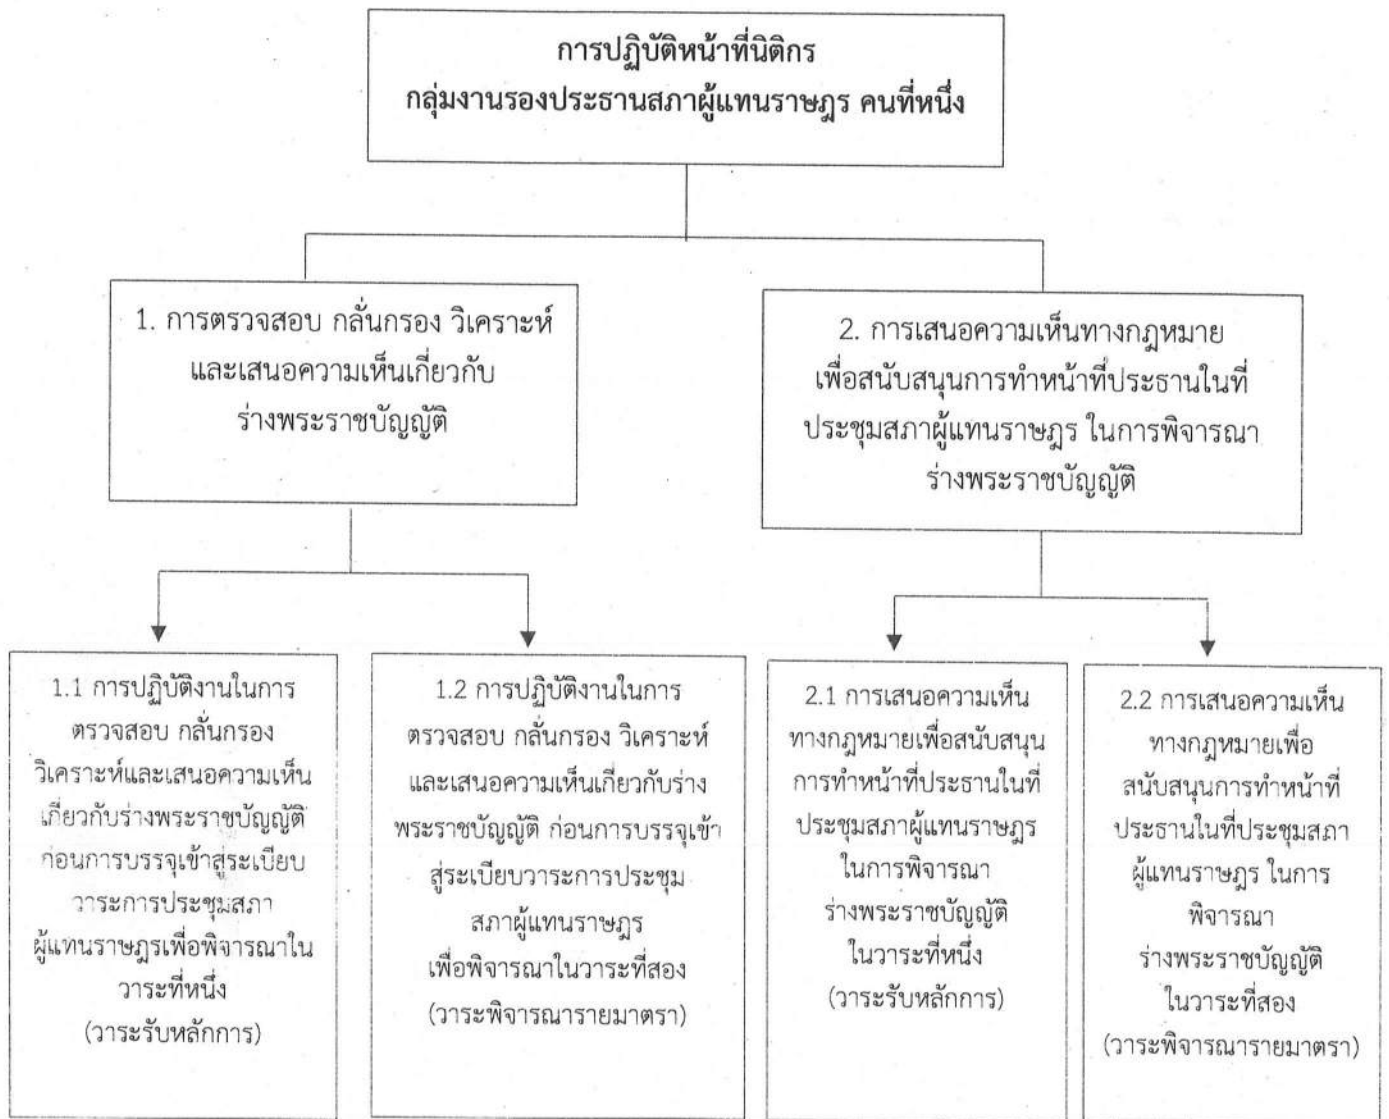 การปฏิบัติหน้าที่นิติกร
กลุ่มงานรองประธานสภาผู้แทนราษฎร คนที่หนึ่ง
1. การตรวจสอบ กลั่นกรอง วิเคราะห์
และเสนอความเห็นเกี่ยวกับ
ร่างพระราชบัญญัติ
2. การเสนอความเห็นทางกฎหมาย
เพื่อสนับสนุนการทำหน้าที่ประธานในที่
ประชุมสภาผู้แทนราษฎร ในการพิจารณา
ร่างพระราชบัญญัติ
1.1 การปฏิบัติงานในการ
ตรวจสอบ กลั่นกรอง
วิเคราะห์และเสนอความเห็น
เกี่ยวกับร่างพระราชบัญญัติ
ก่อนการบรรจุเข้าสู่ระเบียบ
วาระการประชุมสภา
ผู้แทนราษฎรเพื่อพิจารณาใน
วาระที่หนึ่ง
(วาระรับหลักการ)
1.2 การปฏิบัติงานในการ
ตรวจสอบ กลั่นกรอง วิเคราะห์
และเสนอความเห็นเกี่ยวกับร่าง
พระราชบัญญัติ ก่อนการบรรจุเข้า
สู่ระเบียบวาระการประชุม
สภาผู้แทนราษฎร
เพื่อพิจารณาในวาระที่สอง
(วาระพิจารณารายมาตรา)
2.1 การเสนอความเห็น
ทางกฎหมายเพื่อสนับสนุน
การทำหน้าที่ประธานในที่
ประชุมสภาผู้แทนราษฎร
ในการพิจารณา
ร่างพระราชบัญญัติ
ในวาระที่หนึ่ง
(วาระรับหลักการ)
2.2 การเสนอความเห็น
ทางกฎหมายเพื่อ
สนับสนุนการทำหน้าที่
ประธานในที่ประชุมสภา
ผู้แทนราษฎร ในการ
พิจารณา
ร่างพระราชบัญญัติ
ในวาระที่สอง
(วาระพิจารณารายมาตรา)